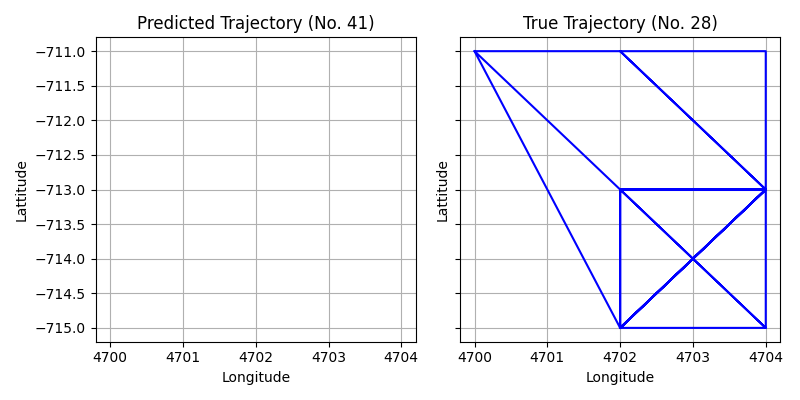 Predicted Trajectory (No. 41)
True Trajectory (No. 28)
Lattitude
−711.0
−711.5
−712.0
−712.5
−713.0
−713.5
−714.0
−714.5
−715.0
4700 4701 4702 4703 4704
Longitude
Lattitude
4700 4701 4702 4703 4704
Longitude